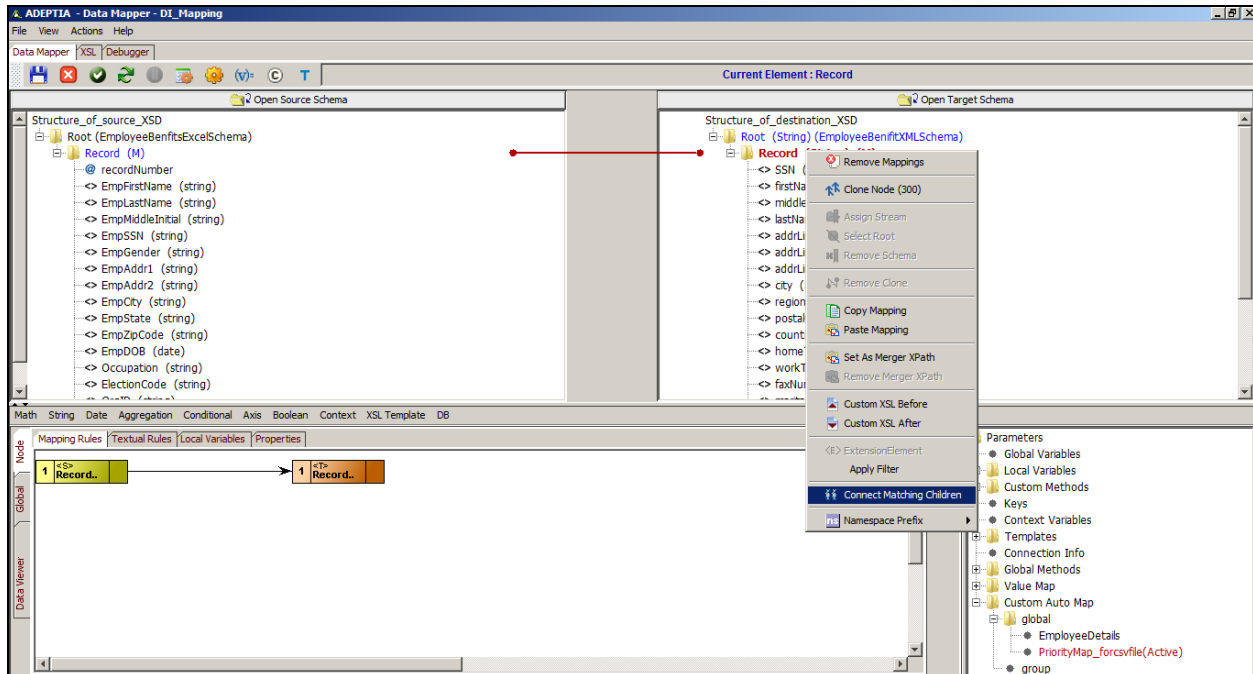 ADEPTIA - Data Mapper - DI_Mapping
File View Actions Help
Data Mapper XSL Debugger
(v)= © T Current Element : Record
Open Source Schema
Open Target Schema
Structure_of_source_XSD
Root (EmployeeBenfitsExcelSchema)
Record (M)
@ recordNumber
<> EmpFirstName (string)
<> EmpLastName (string)
<> EmpMiddleInitial (string)
<> EmpSSN (string)
<> EmpGender (string)
<> EmpAddr1 (string)
<> EmpAddr2 (string)
<> EmpCity (string)
<> EmpState (string)
<> EmpZipCode (string)
<> EmpDOB (date)
<> Occupation (string)
<> ElectionCode (string)
Structure_of_destination_XSD
Root (String) (EmployeeBenifitXMLSchema)
Record
<> SSN (
<> firstNa
<> middle
<> lastNa
<> addrLi
<> addrLi
<> addrLi
<> city (
<> region
<> postal
<> count
<> home
<> workT
<> faxNu
Remove Mappings
Clone Node (300)
Assign Stream
Select Root
Remove Schema
Remove Clone
Copy Mapping
Paste Mapping
Set As Merger XPath
Remove Merger XPath
Custom XSL Before
Custom XSL After
<E> ExtensionElement
Apply Filter
Connect Matching Children
Namespace Prefix
Math String Date Aggregation Conditional Axis Boolean Context XSL Template DB
Node
Global
Data Viewer
Mapping Rules Textual Rules Local Variables Properties
1 <S> Record..
1 <T> Record..
Parameters
Global Variables
Local Variables
Custom Methods
Keys
Context Variables
Templates
Connection Info
Global Methods
Value Map
Custom Auto Map
global
EmployeeDetails
PriorityMap_forcsvfile(Active)
group